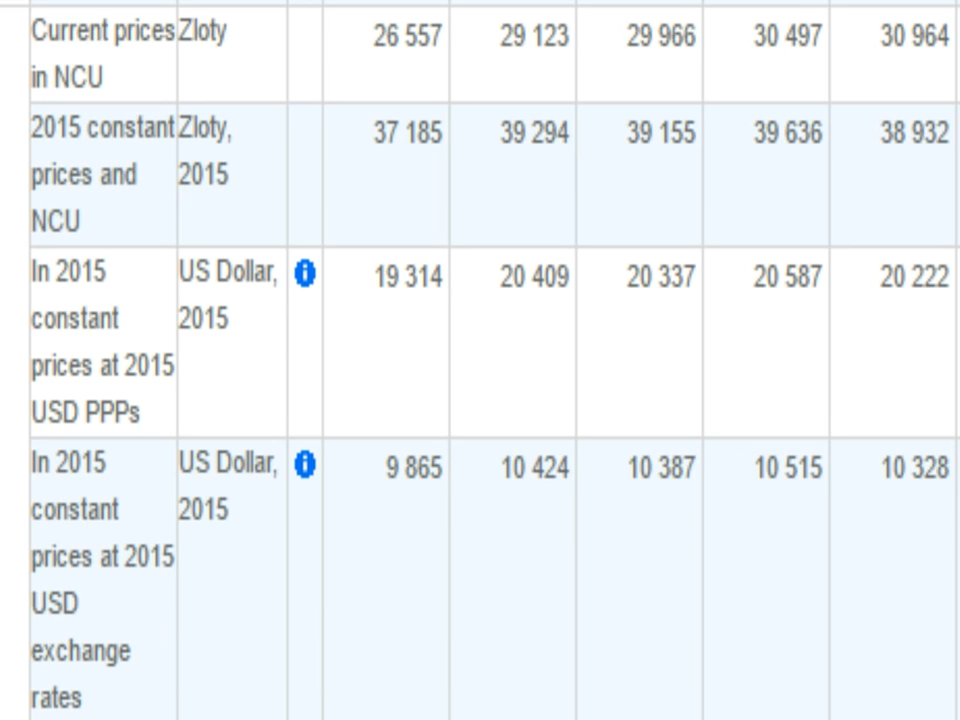 Current prices Zloty 26 557 29 123 29 966 30 497 30 964
in NCU
2015 constant Zloty, 37 185 39 294 39 155 39 636 38 932
prices and 2015
NCU
In 2015 US Dollar, i 19 314 20 409 20 337 20 587 20 222
constant 2015
prices at 2015
USD PPPs
In 2015 US Dollar, i 9 865 10 424 10 387 10 515 10 328
constant 2015
prices at 2015
USD
exchange
rates